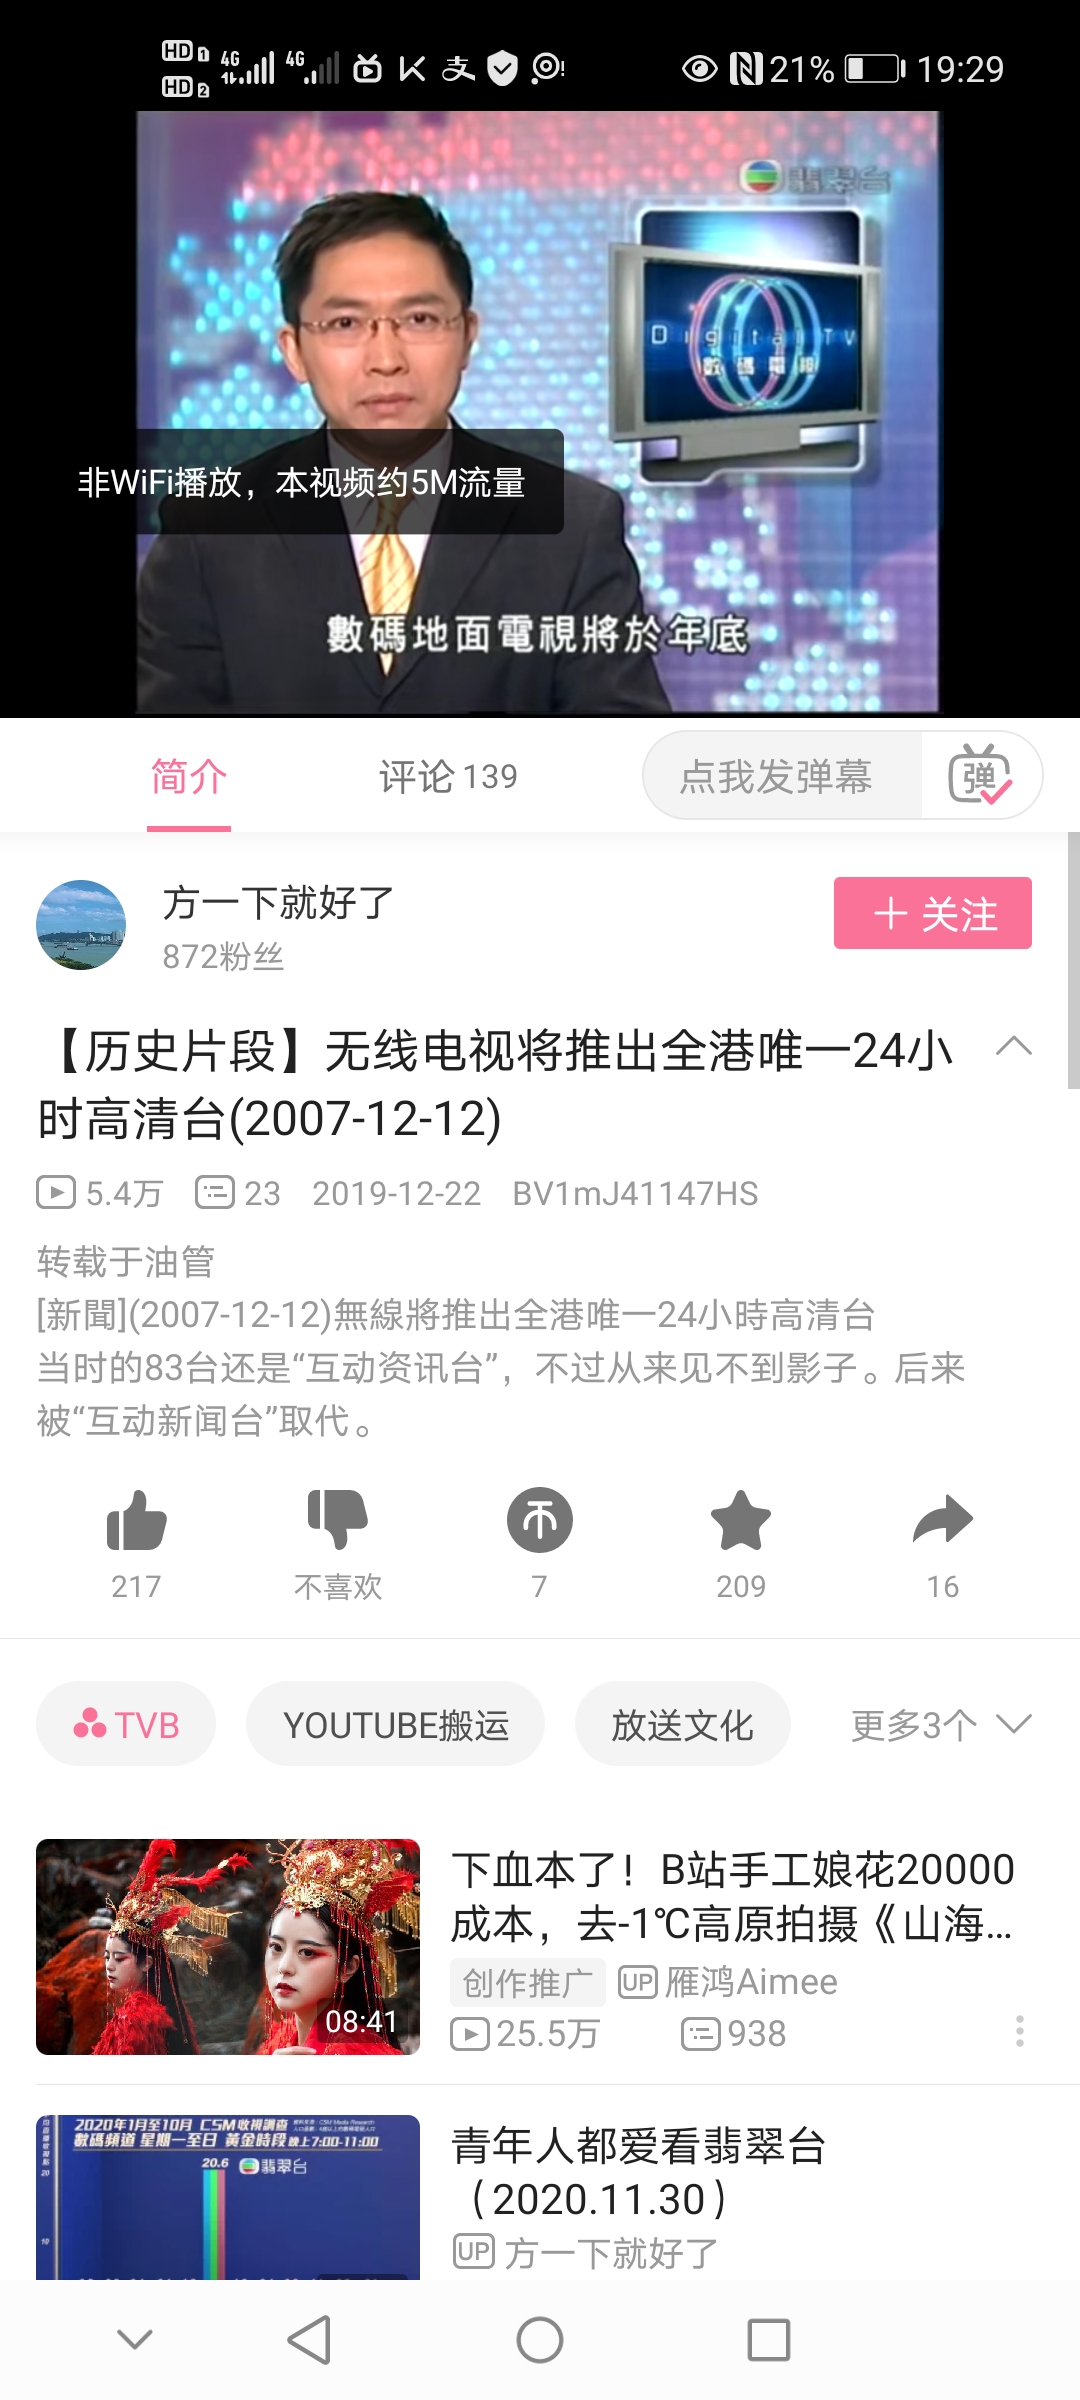 HD 1 4G 4G 21% 19:29
HD 2
翡翠台
Digital TV
數碼電視
非WiFi播放，本视频约5M流量
數碼地面電視將於年底
简介 评论 139 点我发弹幕 弹
方一下就好了
872粉丝
+ 关注
【历史片段】无线电视将推出全港唯一24小
时高清台(2007-12-12)
5.4万 23 2019-12-22 BV1mJ41147HS
转载于油管
[新聞](2007-12-12)無線將推出全港唯一24小時高清台
当时的83台还是“互动资讯台”，不过从来见不到影子。后来
被“互动新闻台”取代。
217 不喜欢 7 209 16
TVB YOUTUBE搬运 放送文化 更多3个
下血本了！B站手工娘花20000
成本，去-1℃高原拍摄《山海...
创作推广 UP 雁鸿Aimee
08:41
25.5万 938
2020年1月至10月 CSM收視調查
數碼頻道 星期一至日 黃金時段 晚上7:00-11:00
20.6 翡翠台
20
10
青年人都爱看翡翠台
（2020.11.30）
UP 方一下就好了